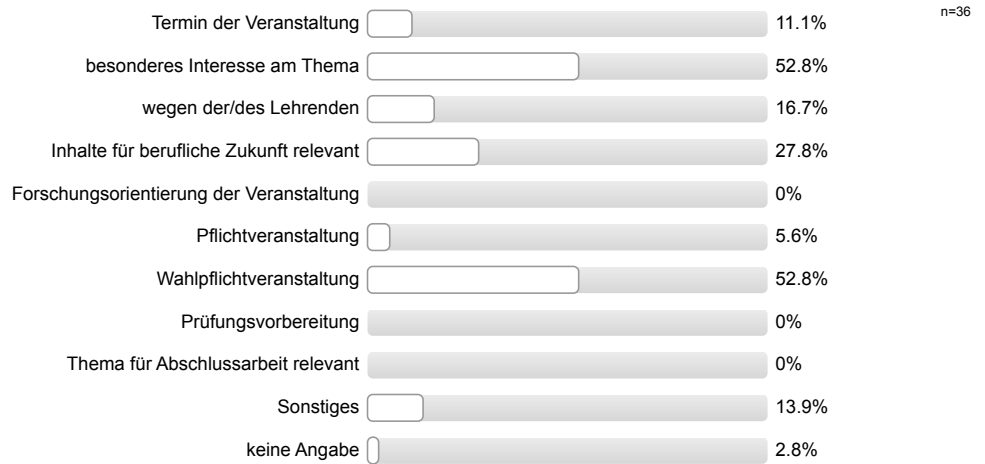 n=36
Termin der Veranstaltung 11.1%
besonderes Interesse am Thema 52.8%
wegen der/des Lehrenden 16.7%
Inhalte für berufliche Zukunft relevant 27.8%
Forschungsorientierung der Veranstaltung 0%
Pflichtveranstaltung 5.6%
Wahlpflichtveranstaltung 52.8%
Prüfungsvorbereitung 0%
Thema für Abschlussarbeit relevant 0%
Sonstiges 13.9%
keine Angabe 2.8%